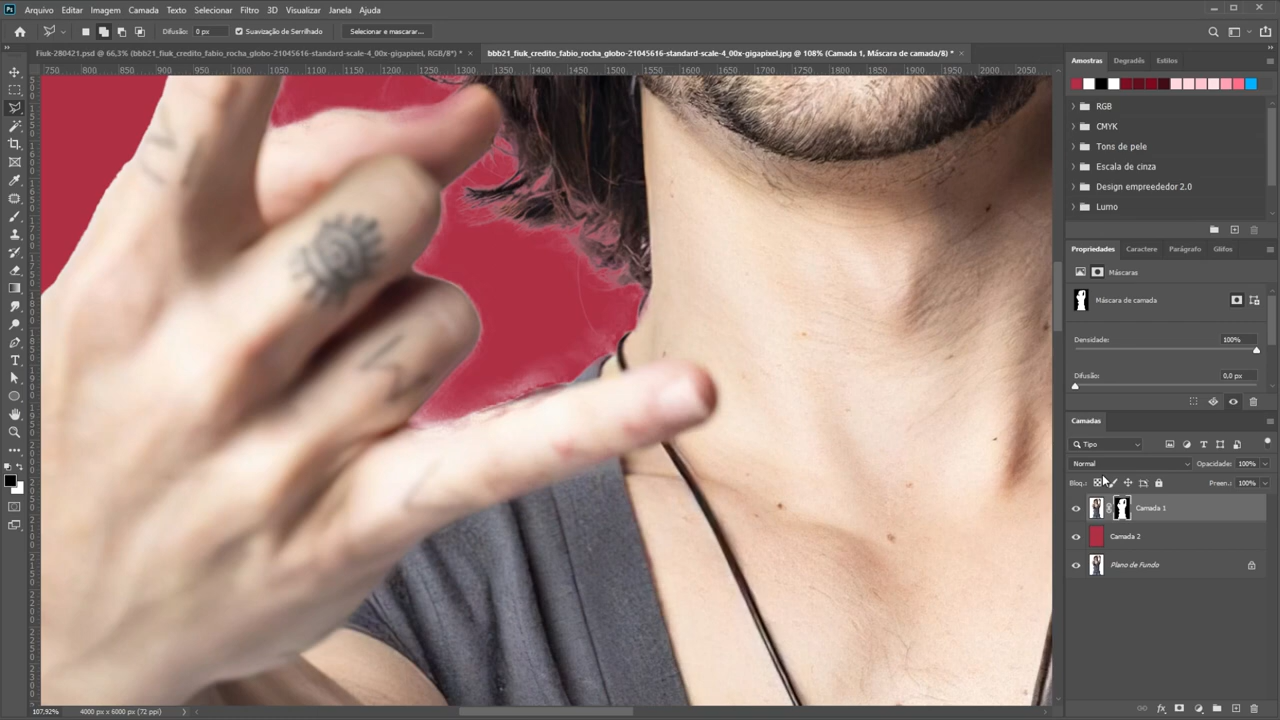 Ps Arquivo Editar Imagem Camada Texto Selecionar Filtro 3D Visualizar Janela Ajuda
Difusão: 0 px Suavização de Serrilhado Selecionar e mascarar...
Fiuk-280421.psd @ 66,3% (bbb21_fiuk_credito_fabio_rocha_globo-21045616-standard-scale-4_00x-gigapixel, RGB/8*) * ×
bbb21_fiuk_credito_fabio_rocha_globo-21045616-standard-scale-4_00x-gigapixel.jpg @ 108% (Camada 1, Máscara de camada/8) * ×
750 800 850 900 950 1000 1050 1100 1150 1200 1250 1300 1350 1400 1450 1500 1550 1600 1650 1700 1750 1800 1850 1900 1950 2000 2050
Amostras Degradês Estilos
RGB
CMYK
Tons de pele
Escala de cinza
Design empreededor 2.0
Lumo
Propriedades Caractere Parágrafo Glifos
Máscaras
Máscara de camada
Densidade: 100%
Difusão: 0,0 px
Camadas
Tipo
Normal Opacidade: 100%
Bloq.: Preen.: 100%
Camada 1
Camada 2
Plano de Fundo
107,92% 4000 px x 6000 px (72 ppi)